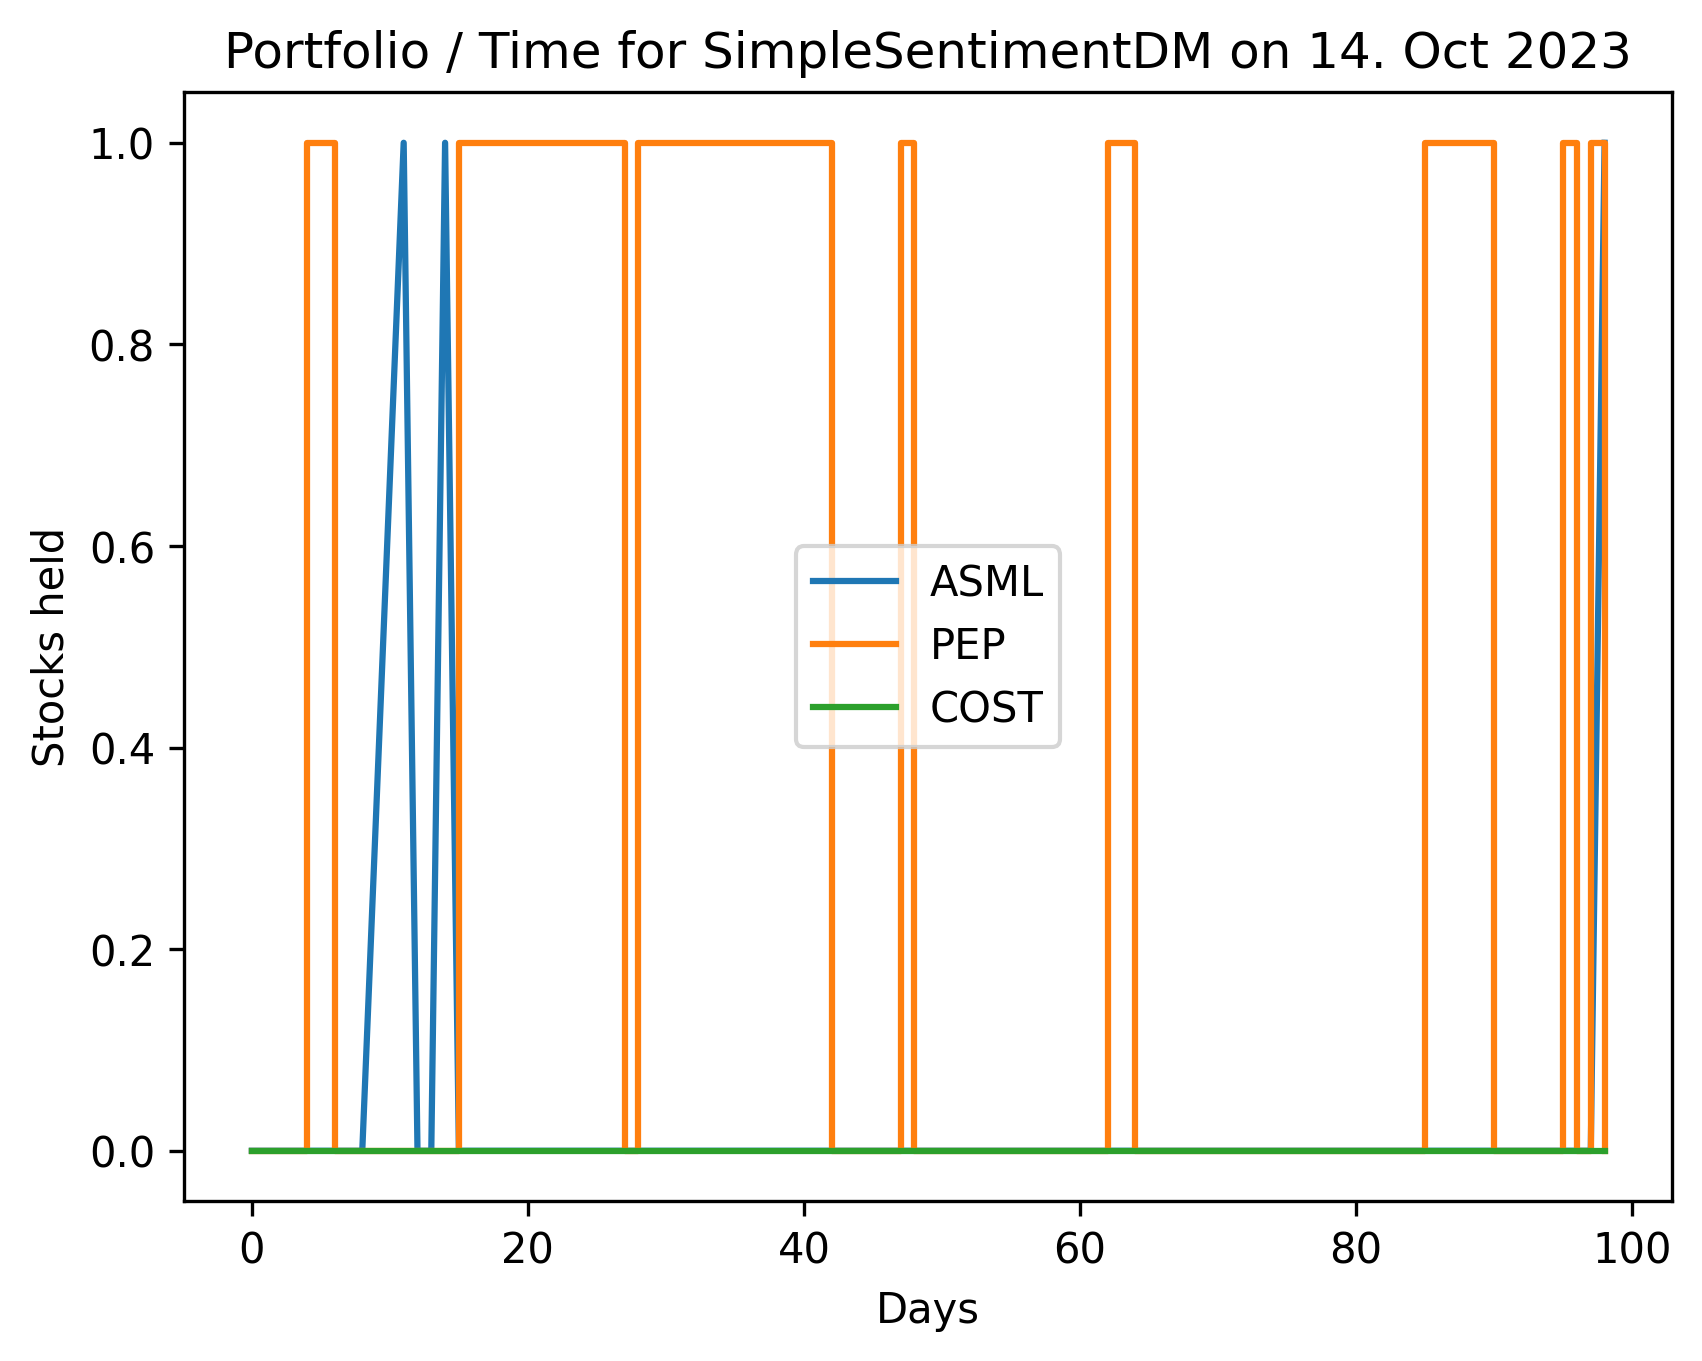 Portfolio / Time for SimpleSentimentDM on 14. Oct 2023
1.0
0.8
0.6
0.4
0.2
0.0
Stocks held
ASML
PEP
COST
0 20 40 60 80 100
Days